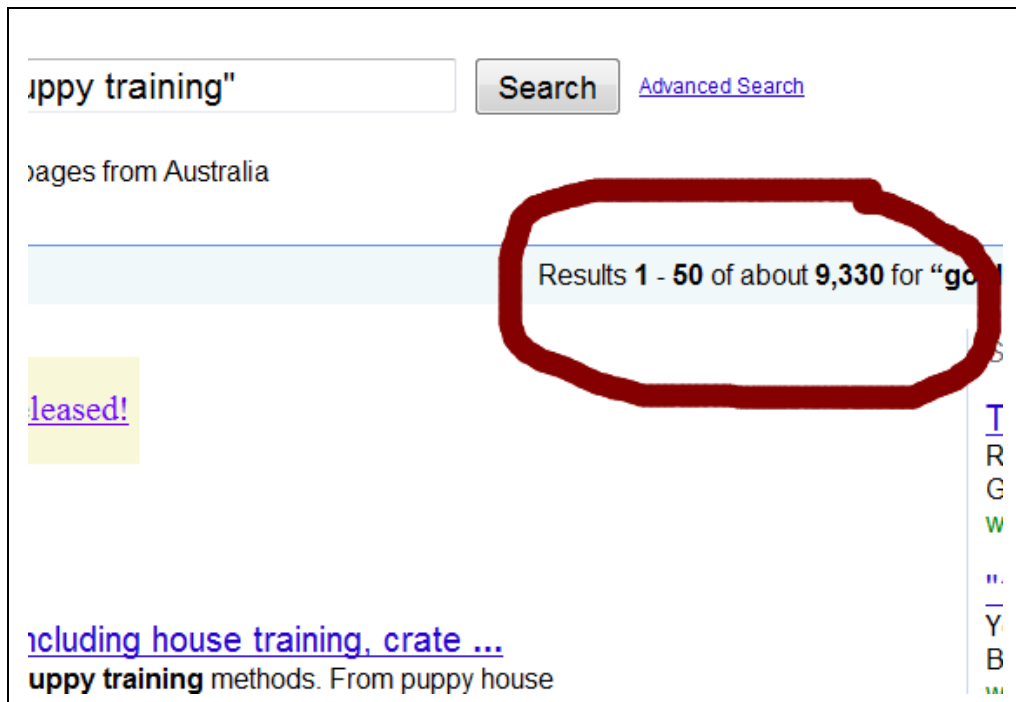 uppy training" Search Advanced Search
pages from Australia
Results 1 - 50 of about 9,330 for “go
eleased!
T
R
G
w
ncluding house training, crate ...
"
Y
uppy training methods. From puppy house
B